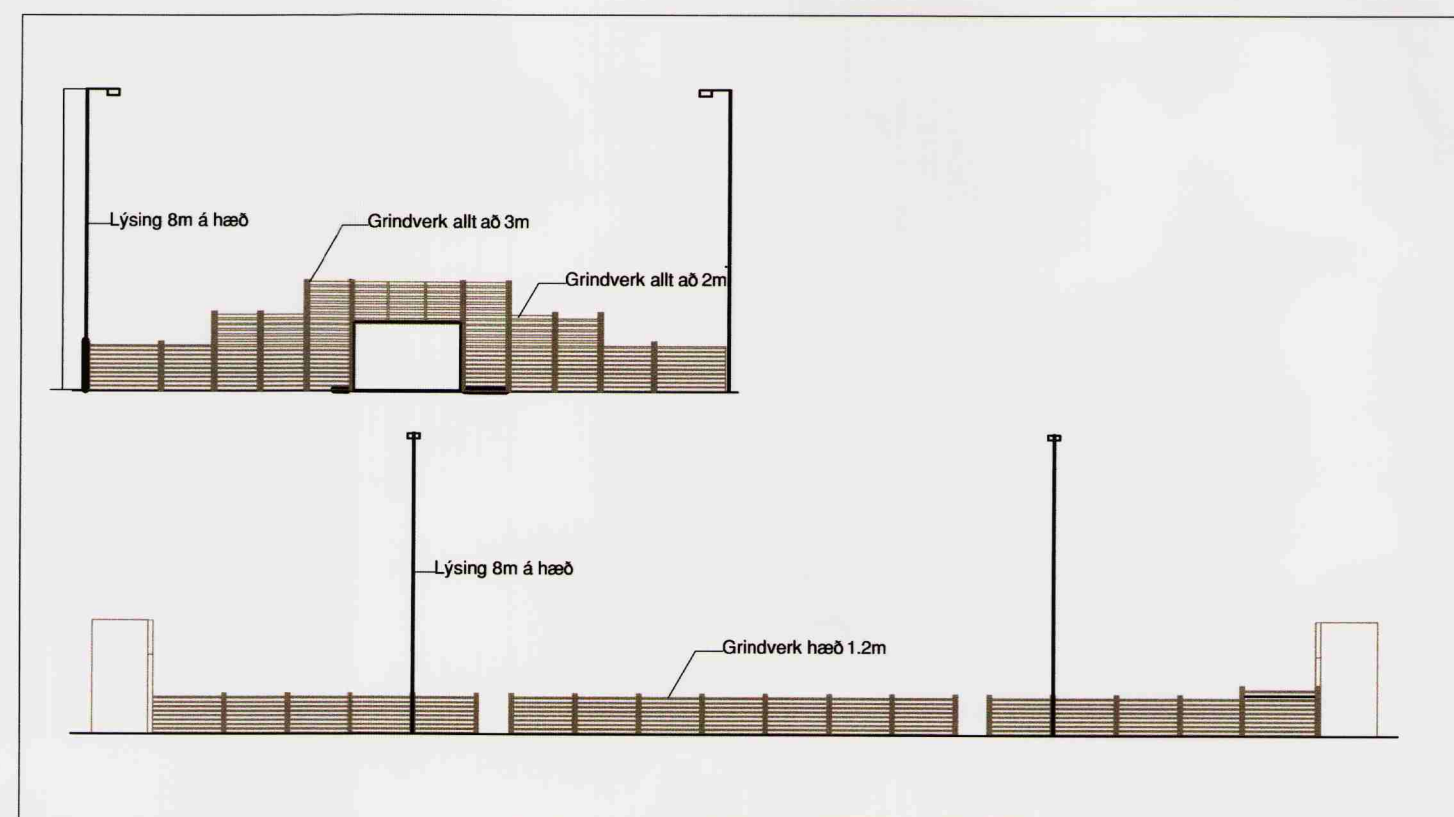 Lýsing 8m á hæð
Grindverk allt að 3m
Grindverk allt að 2m
Lýsing 8m á hæð
Grindverk hæð 1.2m